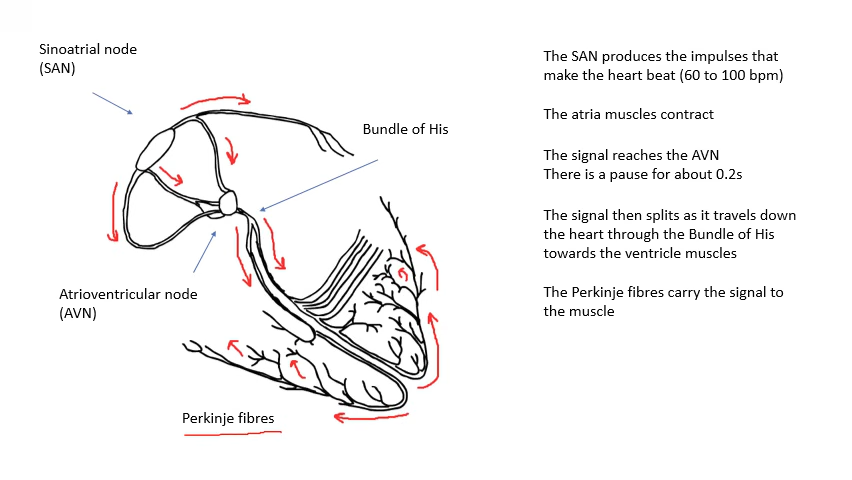 Sinoatrial node
(SAN)
Bundle of His
Atrioventricular node
(AVN)
Perkinje fibres
The SAN produces the impulses that
make the heart beat (60 to 100 bpm)
The atria muscles contract
The signal reaches the AVN
There is a pause for about 0.2s
The signal then splits as it travels down
the heart through the Bundle of His
towards the ventricle muscles
The Perkinje fibres carry the signal to
the muscle